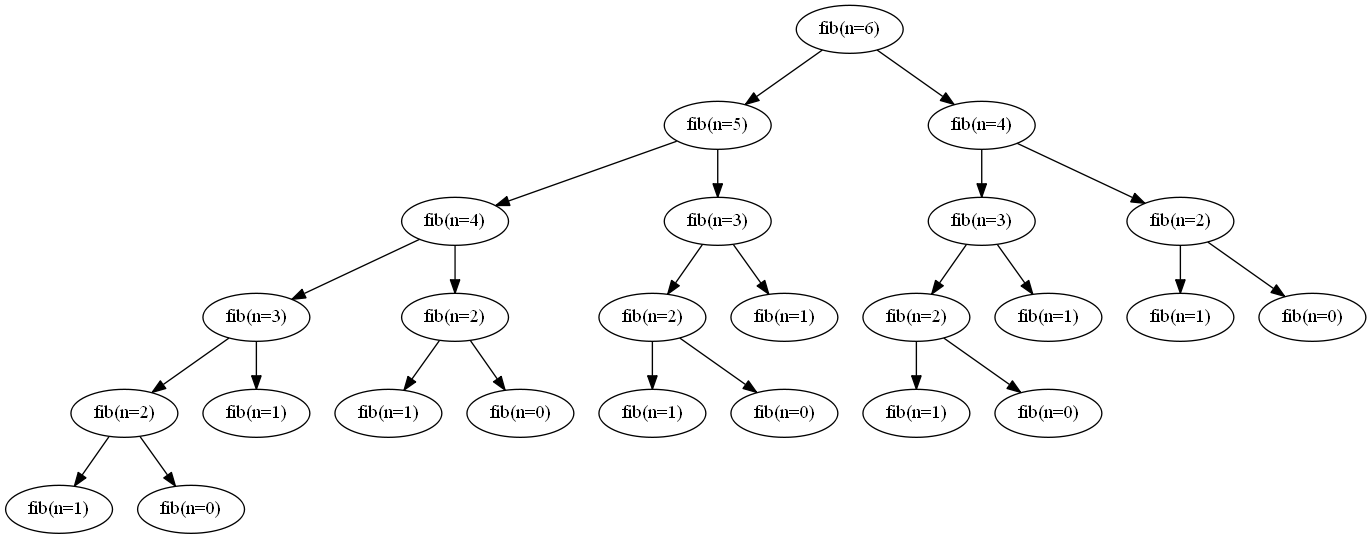 fib(n=6)
fib(n=5)
fib(n=4)
fib(n=4)
fib(n=3)
fib(n=3)
fib(n=2)
fib(n=3)
fib(n=2)
fib(n=2)
fib(n=1)
fib(n=2)
fib(n=1)
fib(n=1)
fib(n=0)
fib(n=2)
fib(n=1)
fib(n=1)
fib(n=0)
fib(n=1)
fib(n=0)
fib(n=1)
fib(n=0)
fib(n=1)
fib(n=0)